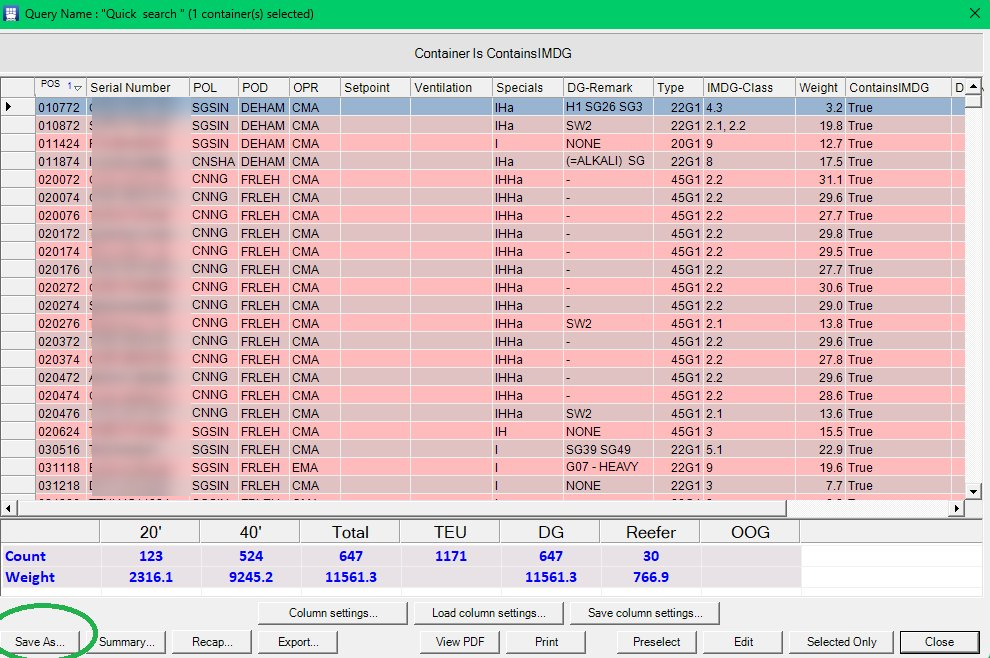 Query Name : "Quick search " (1 container(s) selected)
Container Is ContainsIMDG
POS 1 Serial Number POL POD OPR Setpoint Ventilation Specials DG-Remark Type IMDG-Class Weight ContainsIMDG D
010772 SGSIN DEHAM CMA IHa H1 SG26 SG3 22G1 4.3 3.2 True
010872 SGSIN DEHAM CMA IHa SW2 22G1 2.1, 2.2 19.8 True
011424 SGSIN DEHAM CMA I NONE 20G1 9 12.7 True
011874 CNSHA DEHAM CMA IHa (=ALKALI) SG 22G1 8 17.5 True
020072 CNNG FRLEH CMA IHHa - 45G1 2.2 31.1 True
020074 CNNG FRLEH CMA IHHa - 45G1 2.2 29.6 True
020076 CNNG FRLEH CMA IHHa - 45G1 2.2 27.7 True
020172 CNNG FRLEH CMA IHHa - 45G1 2.2 29.8 True
020174 CNNG FRLEH CMA IHHa - 45G1 2.2 29.5 True
020176 CNNG FRLEH CMA IHHa - 45G1 2.2 27.7 True
020272 CNNG FRLEH CMA IHHa - 45G1 2.2 30.6 True
020274 CNNG FRLEH CMA IHHa - 45G1 2.2 29.0 True
020276 CNNG FRLEH CMA IHHa SW2 45G1 2.1 13.8 True
020372 CNNG FRLEH CMA IHHa - 45G1 2.2 29.6 True
020374 CNNG FRLEH CMA IHHa - 45G1 2.2 27.8 True
020472 CNNG FRLEH CMA IHHa - 45G1 2.2 29.6 True
020474 CNNG FRLEH CMA IHHa - 45G1 2.2 28.6 True
020476 CNNG FRLEH CMA IHHa SW2 45G1 2.1 13.6 True
020624 SGSIN FRLEH CMA IH NONE 45G1 3 15.5 True
030516 SGSIN FRLEH CMA I SG39 SG49 22G1 5.1 22.9 True
031118 SGSIN FRLEH EMA I G07 - HEAVY 22G1 9 19.6 True
031218 SGSIN FRLEH CMA I NONE 22G1 3 7.7 True
20' 40' Total TEU DG Reefer OOG
Count 123 524 647 1171 647 30
Weight 2316.1 9245.2 11561.3 11561.3 766.9
Column settings... Load column settings... Save column settings...
Save As... Summary... Recap... Export... View PDF Print Preselect Edit Selected Only Close